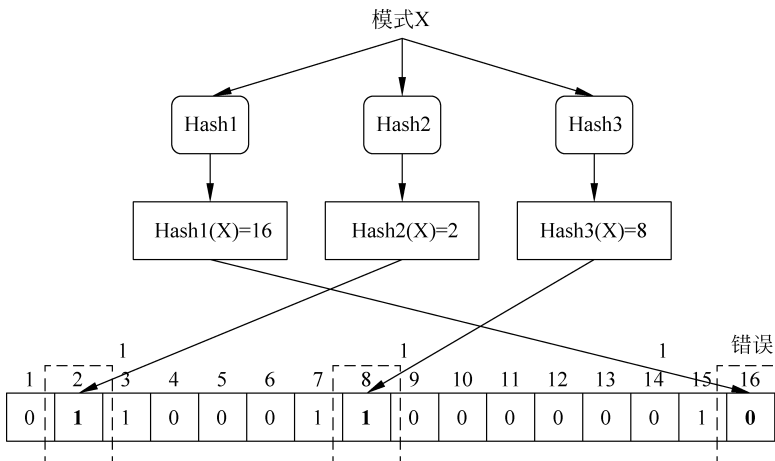 模式X
Hash1 Hash2 Hash3
Hash1(X)=16 Hash2(X)=2 Hash3(X)=8
1 1 1 错误
1 2 3 4 5 6 7 8 9 10 11 12 13 14 15 16
0 1 1 0 0 0 1 1 0 0 0 0 0 0 1 0